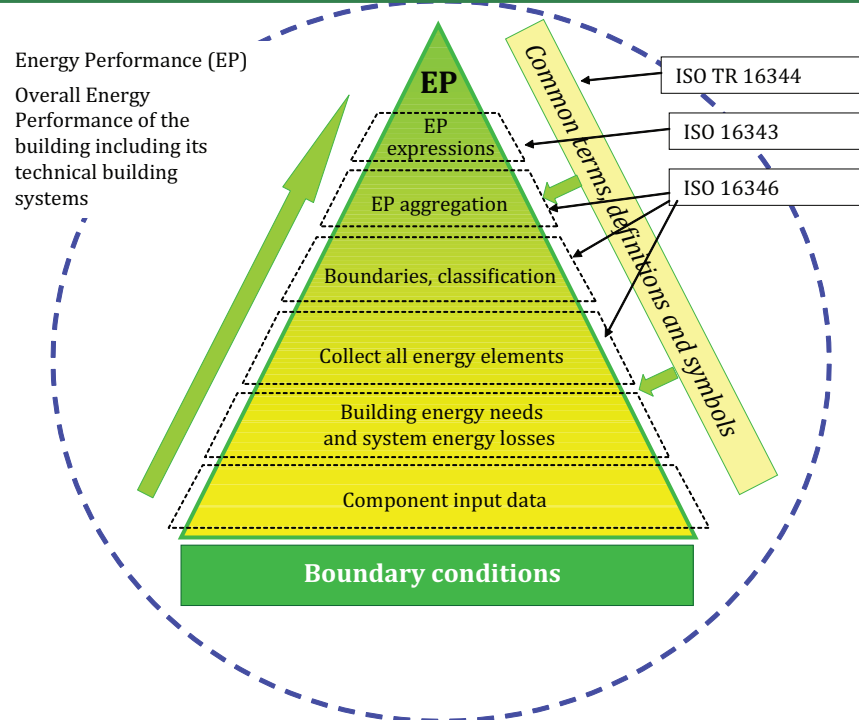 Energy Performance (EP)
Overall Energy
Performance of the
building including its
technical building
systems
EP
EP
expressions
EP aggregation
Boundaries, classification
Collect all energy elements
Building energy needs
and system energy losses
Component input data
Boundary conditions
Common terms, definitions and symbols
ISO TR 16344
ISO 16343
ISO 16346